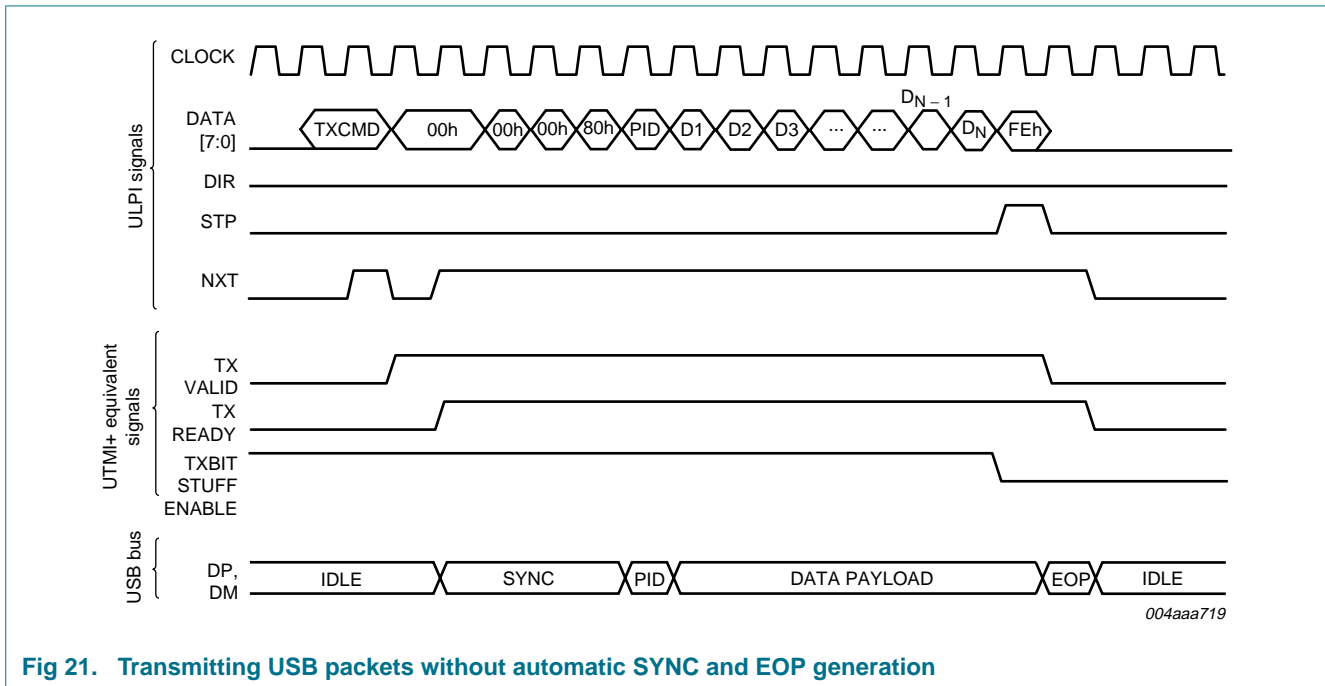 ULPI signals
CLOCK
DATA
[7:0]
TXCMD 00h 00h 00h 80h PID D1 D2 D3 ... ... DN – 1 DN FEh
DIR
STP
NXT
UTMI+ equivalent
signals
TX
VALID
TX
READY
TXBIT
STUFF
ENABLE
USB bus
DP,
DM
IDLE SYNC PID DATA PAYLOAD EOP IDLE
004aaa719
Fig 21. Transmitting USB packets without automatic SYNC and EOP generation